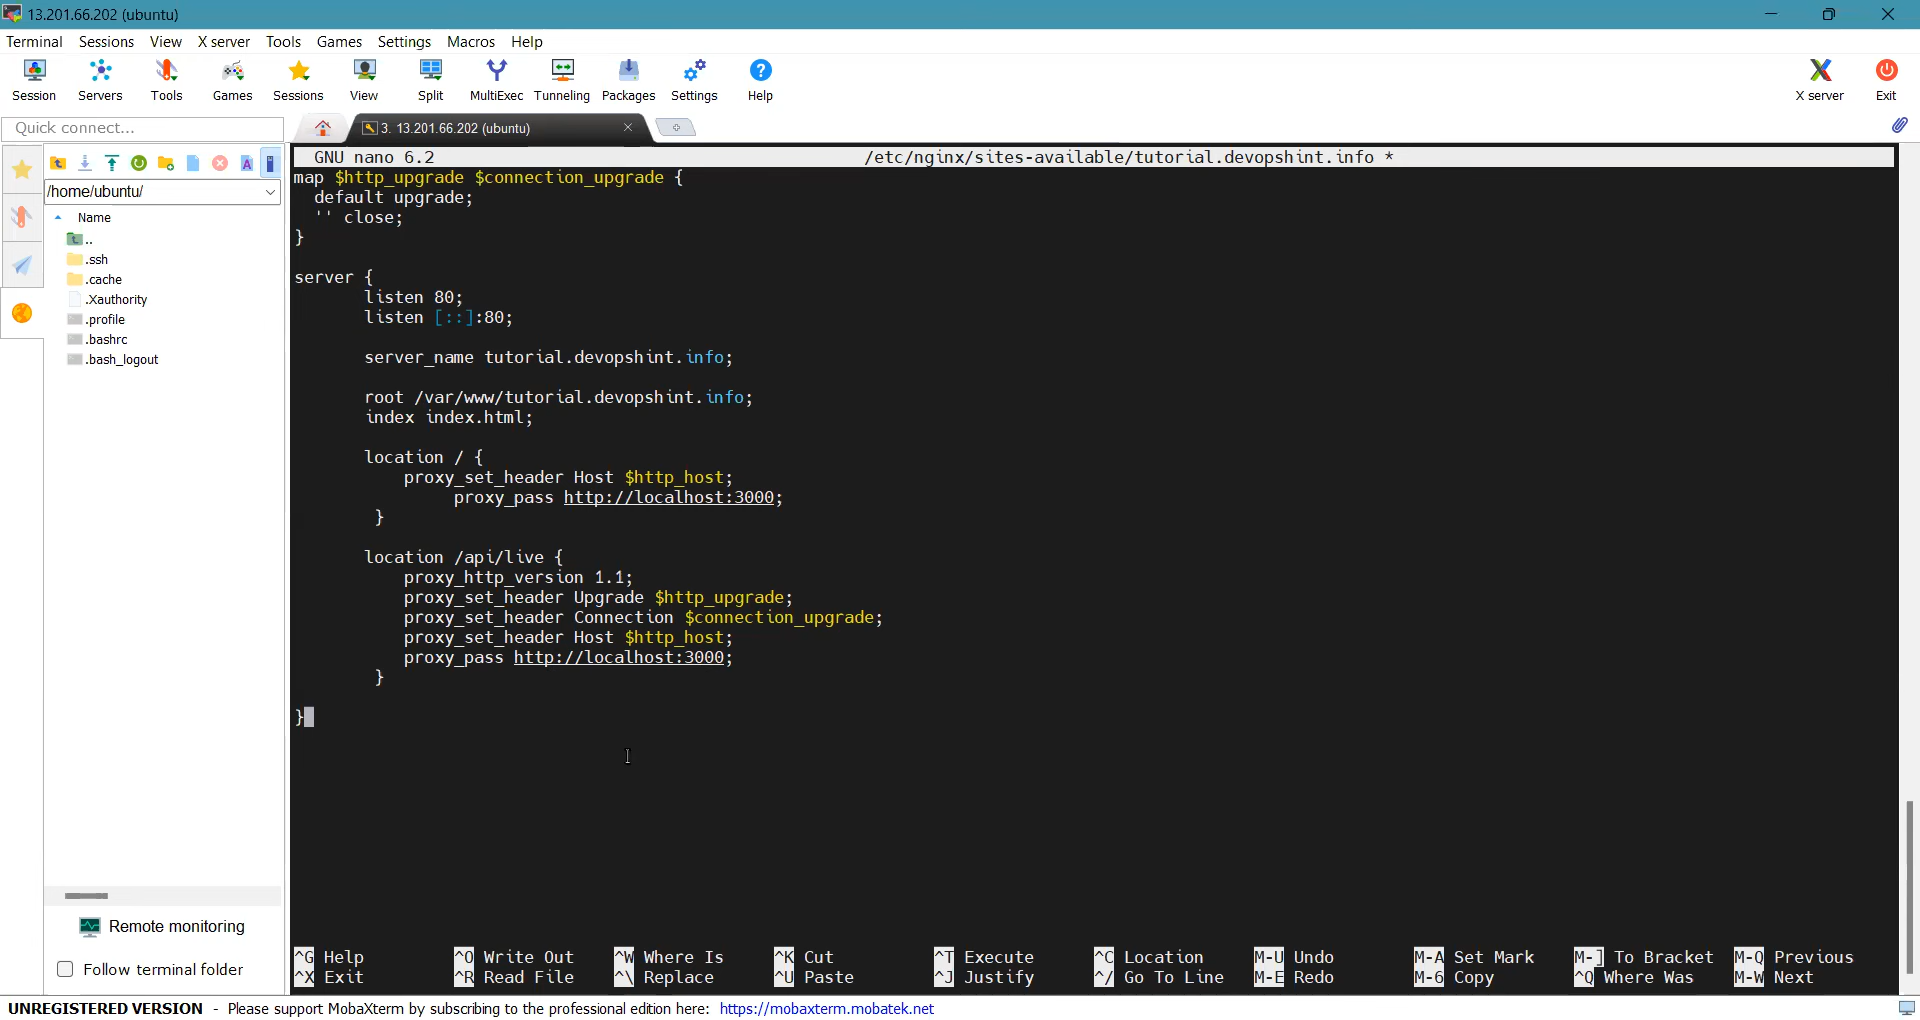 13.201.66.202 (ubuntu)
Terminal Sessions View X server Tools Games Settings Macros Help
Session Servers Tools Games Sessions View Split MultiExec Tunneling Packages Settings Help X server Exit
Quick connect...
3. 13.201.66.202 (ubuntu)
/home/ubuntu/
Name
..
.ssh
.cache
.Xauthority
.profile
.bashrc
.bash_logout
Remote monitoring
Follow terminal folder
GNU nano 6.2 /etc/nginx/sites-available/tutorial.devopshint.info *
map $http_upgrade $connection_upgrade {
default upgrade;
'' close;
}
server {
listen 80;
listen [::]:80;
server_name tutorial.devopshint.info;
root /var/www/tutorial.devopshint.info;
index index.html;
location / {
proxy_set_header Host $http_host;
proxy_pass http://localhost:3000;
}
location /api/live {
proxy_http_version 1.1;
proxy_set_header Upgrade $http_upgrade;
proxy_set_header Connection $connection_upgrade;
proxy_set_header Host $http_host;
proxy_pass http://localhost:3000;
}
}
^G Help ^O Write Out ^W Where Is ^K Cut ^T Execute ^C Location M-U Undo M-A Set Mark M-] To Bracket M-Q Previous
^X Exit ^R Read File ^\ Replace ^U Paste ^J Justify ^/ Go To Line M-E Redo M-6 Copy ^Q Where Was M-W Next
UNREGISTERED VERSION - Please support MobaXterm by subscribing to the professional edition here: https://mobaxterm.mobatek.net